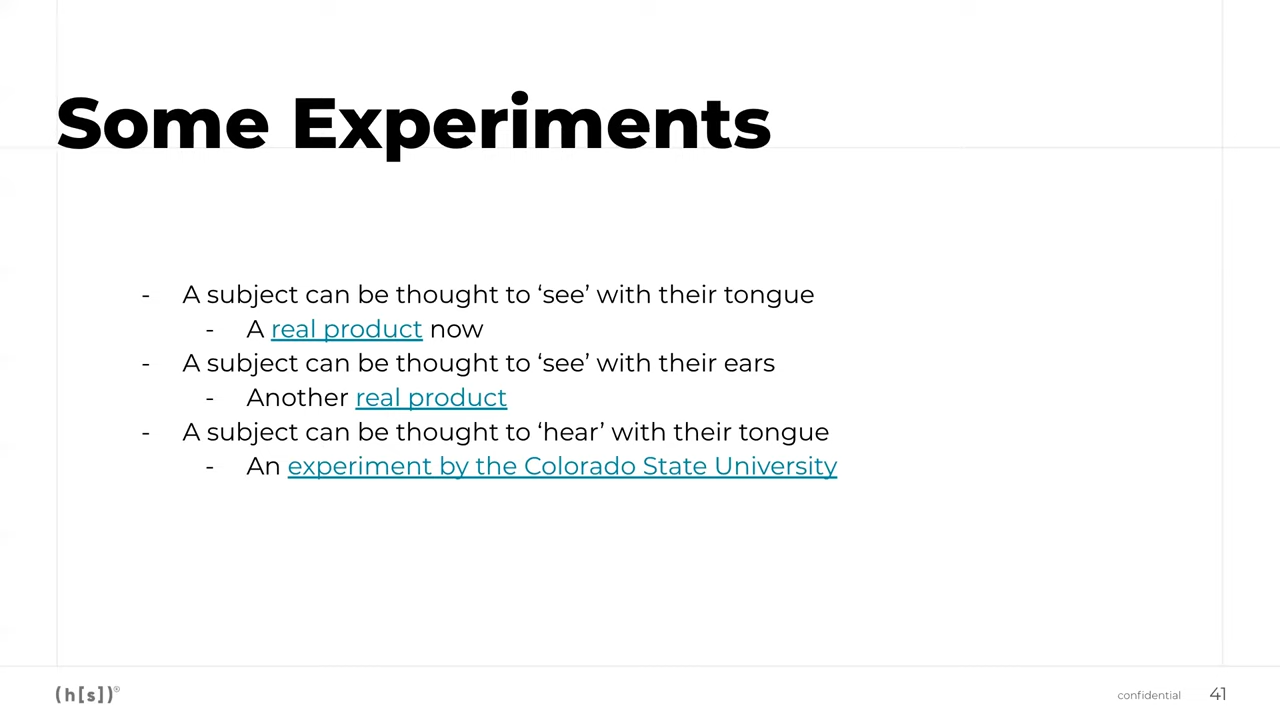 Some Experiments
- A subject can be thought to ‘see’ with their tongue
- A real product now
- A subject can be thought to ‘see’ with their ears
- Another real product
- A subject can be thought to ‘hear’ with their tongue
- An experiment by the Colorado State University
(h[s])®
confidential
41